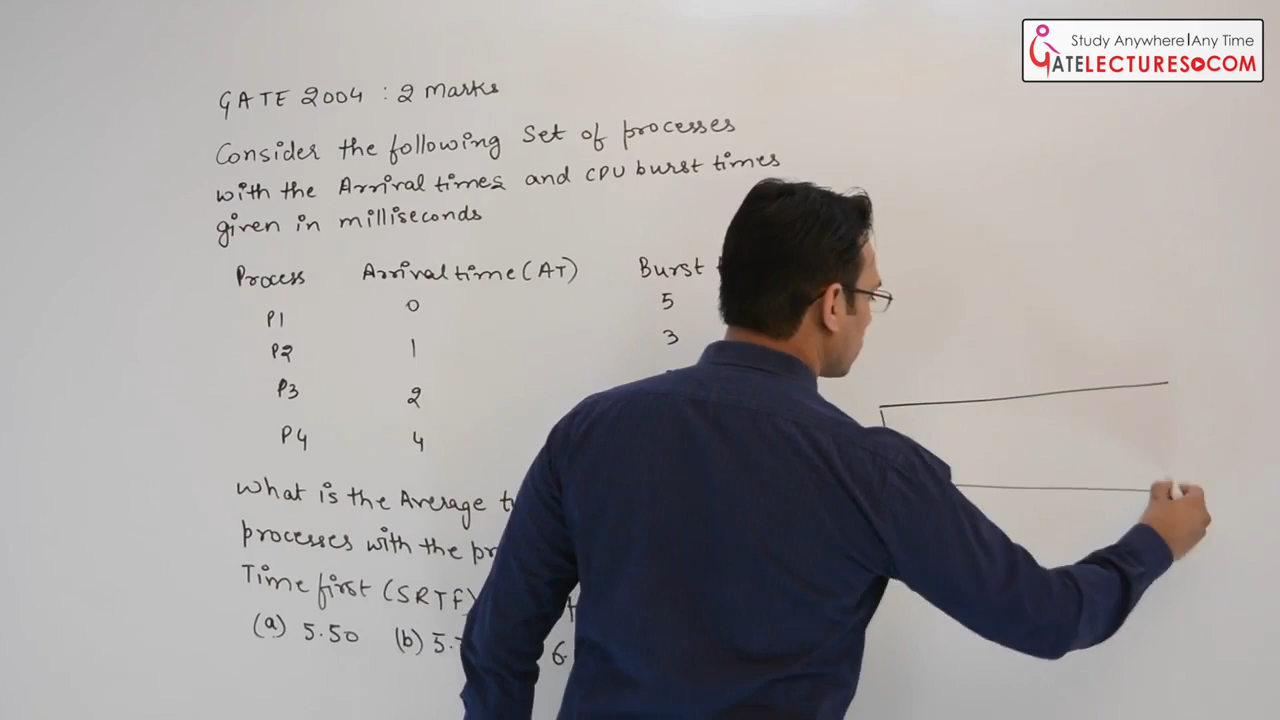 Study Anywhere|Any Time
GATELECTURES.COM
GATE 2004 : 2 Marks
Consider the following Set of processes
with the Arrival times and CPU burst times
given in milliseconds
Process Arrival time (AT) Burst
P1 0 5
P2 1 3
P3 2
P4 4
What is the Average
processes with the
Time first (SRTF)
(a) 5.50 (b) 5. 6.